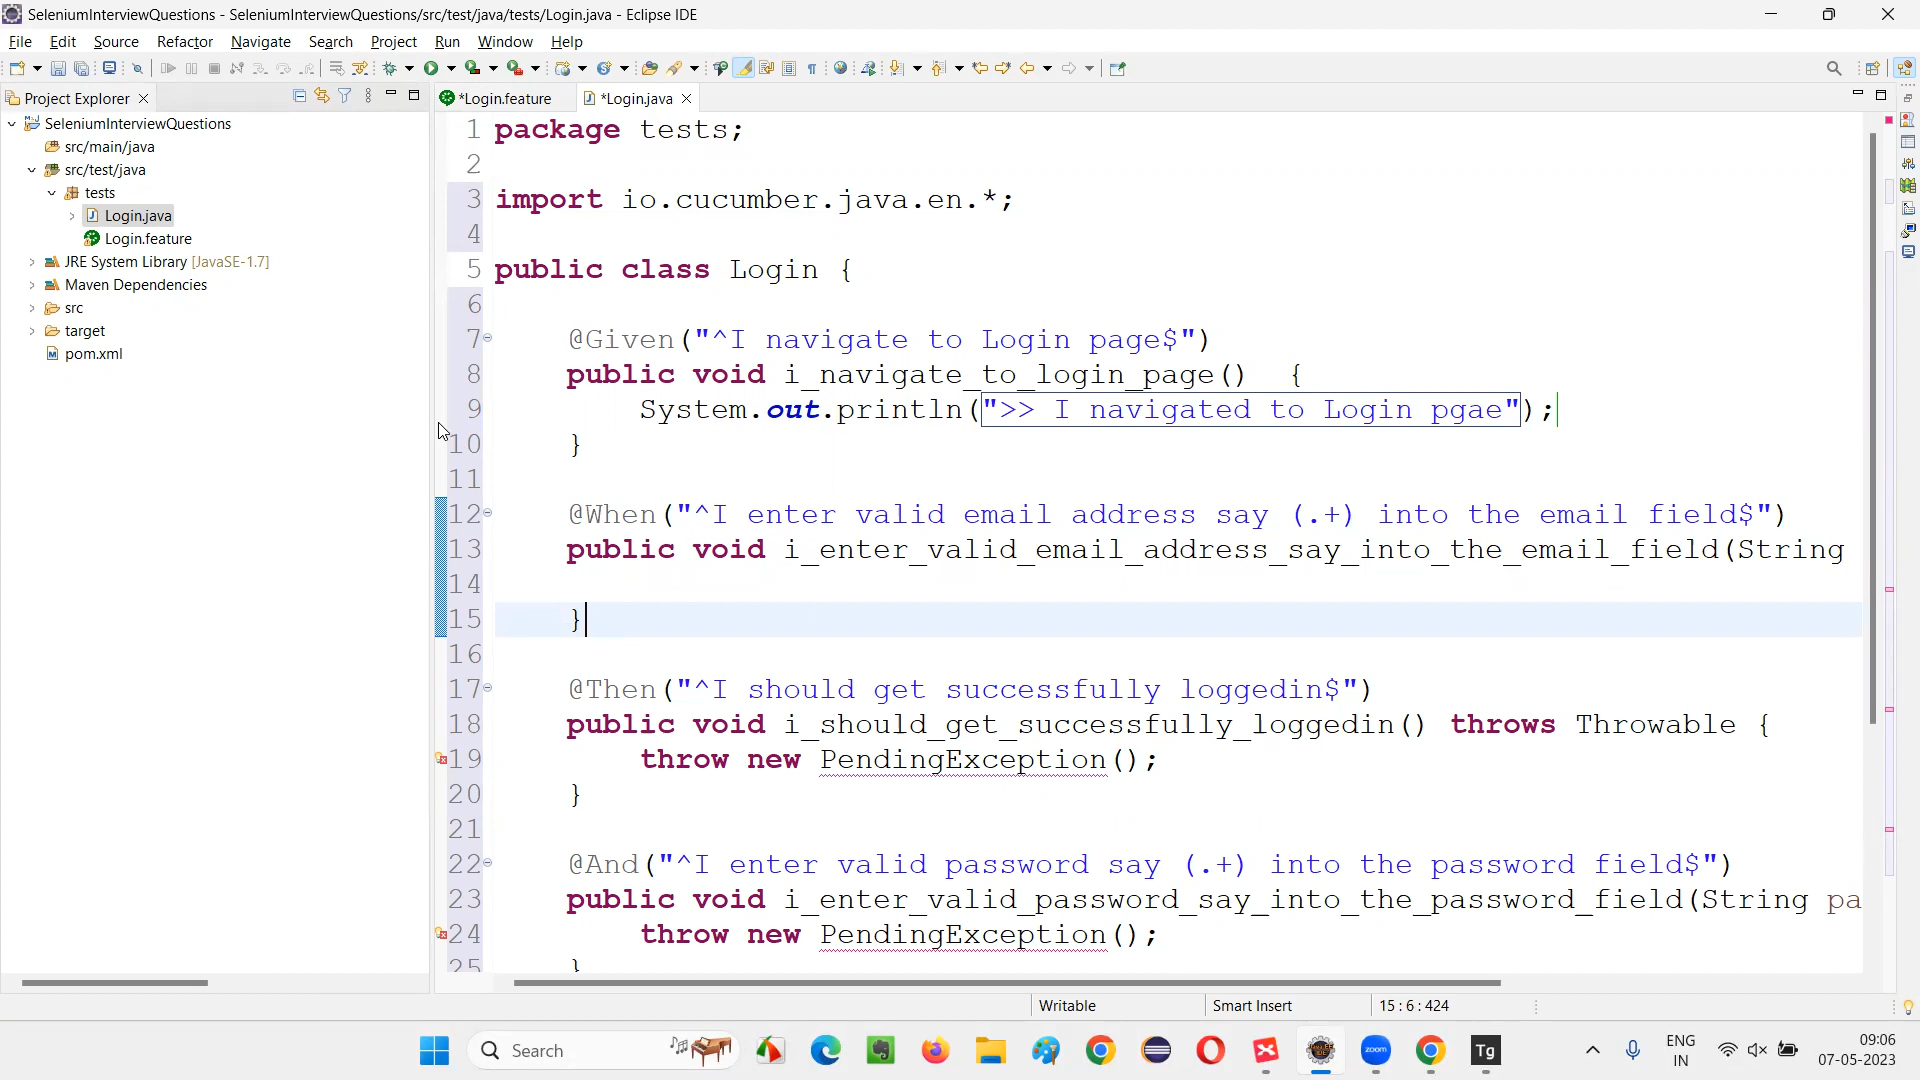 SeleniumInterviewQuestions - SeleniumInterviewQuestions/src/test/java/tests/Login.java - Eclipse IDE
File Edit Source Refactor Navigate Search Project Run Window Help
Project Explorer
SeleniumInterviewQuestions
src/main/java
src/test/java
tests
Login.java
Login.feature
JRE System Library [JavaSE-1.7]
Maven Dependencies
src
target
pom.xml
*Login.feature *Login.java
1 package tests;
2
3 import io.cucumber.java.en.*;
4
5 public class Login {
6
7 @Given("^I navigate to Login page$")
8 public void i_navigate_to_login_page() {
9 System.out.println(">> I navigated to Login pgae");
10 }
11
12 @When("^I enter valid email address say (.+) into the email field$")
13 public void i_enter_valid_email_address_say_into_the_email_field(String
14
15 }
16
17 @Then("^I should get successfully loggedin$")
18 public void i_should_get_successfully_loggedin() throws Throwable {
19 throw new PendingException();
20 }
21
22 @And("^I enter valid password say (.+) into the password field$")
23 public void i_enter_valid_password_say_into_the_password_field(String pa
24 throw new PendingException();
25 }
Writable Smart Insert 15 : 6 : 424
Search
zoom
Tg
ENG
IN
09:06
07-05-2023